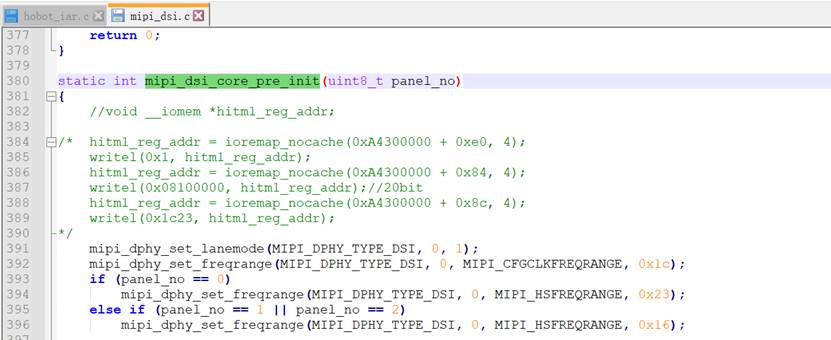 hobot_iar.c mipi_dsi.c
377 return 0;
378 }
379
380 static int mipi_dsi_core_pre_init(uint8_t panel_no)
381 {
382 //void __iomem *hitml_reg_addr;
383
384 /* hitml_reg_addr = ioremap_nocache(0xA4300000 + 0xe0, 4);
385 writel(0x1, hitml_reg_addr);
386 hitml_reg_addr = ioremap_nocache(0xA4300000 + 0x84, 4);
387 writel(0x08100000, hitml_reg_addr);//20bit
388 hitml_reg_addr = ioremap_nocache(0xA4300000 + 0x8c, 4);
389 writel(0x1c23, hitml_reg_addr);
390 */
391 mipi_dphy_set_lanemode(MIPI_DPHY_TYPE_DSI, 0, 1);
392 mipi_dphy_set_freqrange(MIPI_DPHY_TYPE_DSI, 0, MIPI_CFGCLKFREQRANGE, 0x1c);
393 if (panel_no == 0)
394 mipi_dphy_set_freqrange(MIPI_DPHY_TYPE_DSI, 0, MIPI_HSFREQRANGE, 0x23);
395 else if (panel_no == 1 || panel_no == 2)
396 mipi_dphy_set_freqrange(MIPI_DPHY_TYPE_DSI, 0, MIPI_HSFREQRANGE, 0x16);
397